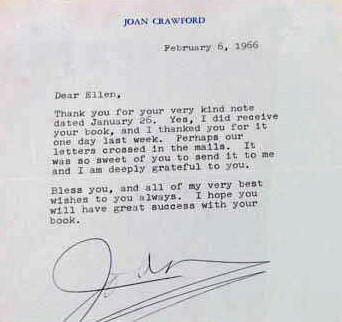 JOAN CRAWFORD
February 6, 1966
Dear Ellen,
Thank you for your very kind note
dated January 26. Yes, I did receive
your book, and I thanked you for it
one day last week. Perhaps our
letters crossed in the mails. It
was so sweet of you to send it to me
and I am deeply grateful to you.
Bless you, and all of my very best
wishes to you always. I hope you
will have great success with your
book.
Joan